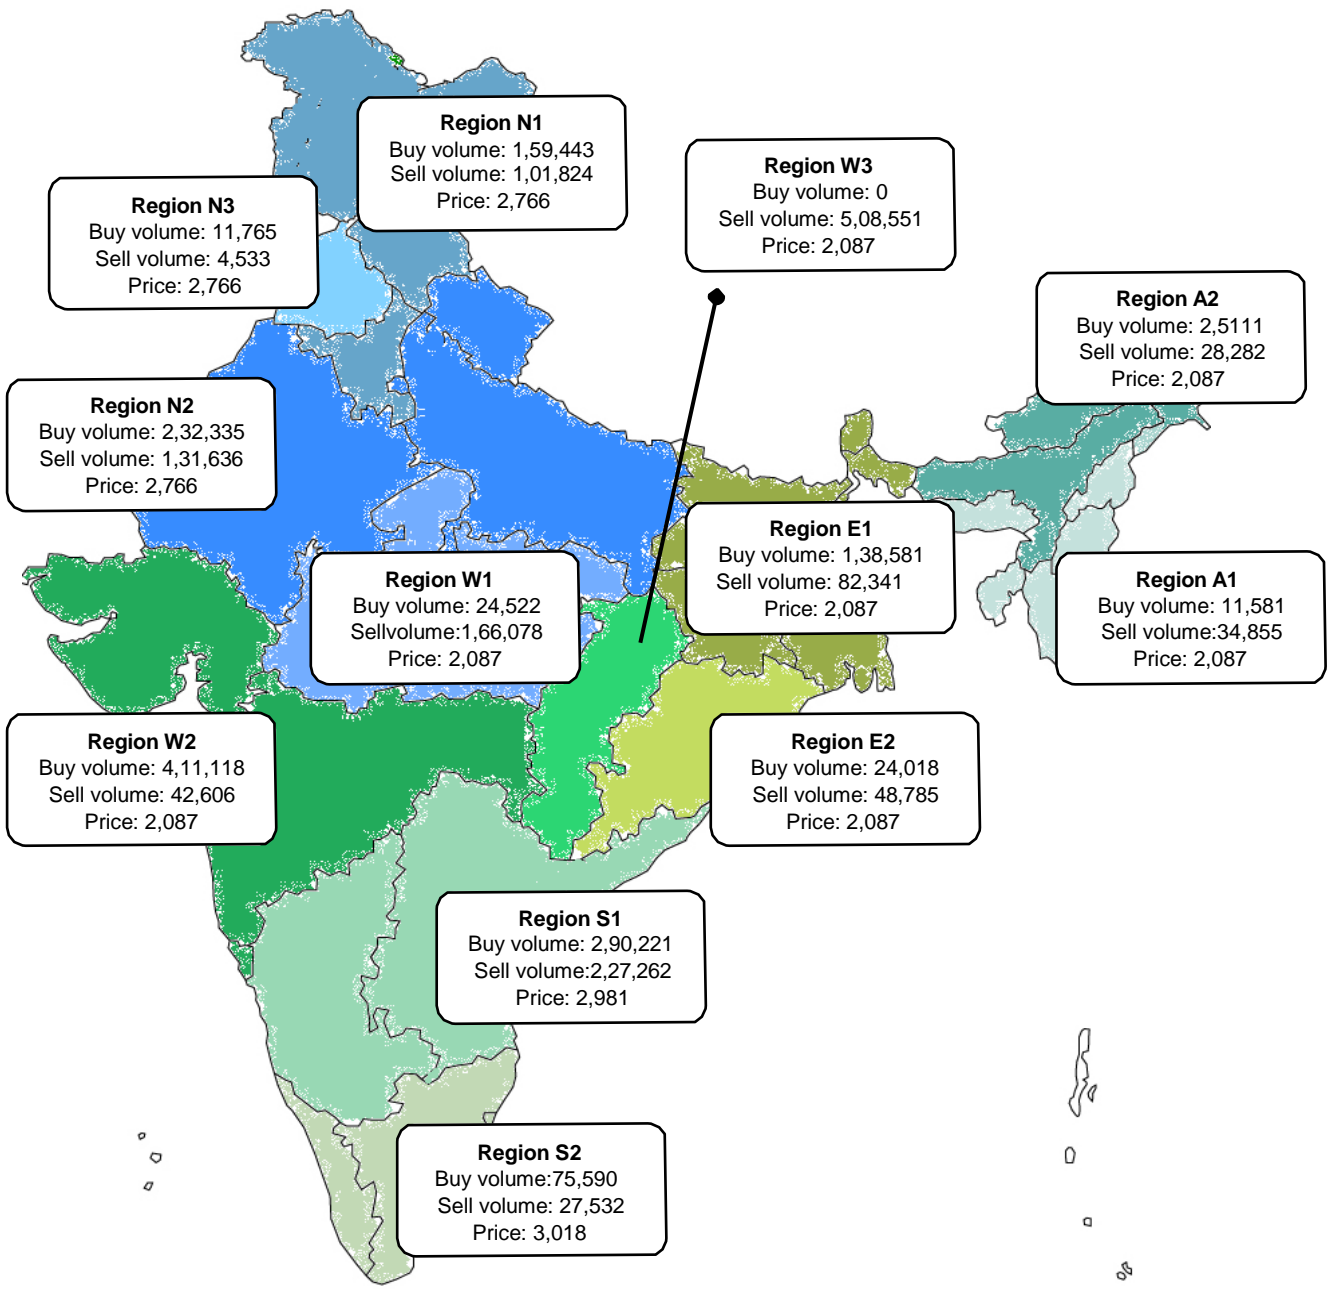 Region N1
Buy volume: 1,59,443
Sell volume: 1,01,824
Price: 2,766
Region W3
Buy volume: 0
Sell volume: 5,08,551
Price: 2,087
Region N3
Buy volume: 11,765
Sell volume: 4,533
Price: 2,766
Region A2
Buy volume: 2,5111
Sell volume: 28,282
Price: 2,087
Region N2
Buy volume: 2,32,335
Sell volume: 1,31,636
Price: 2,766
Region E1
Buy volume: 1,38,581
Sell volume: 82,341
Price: 2,087
Region W1
Buy volume: 24,522
Sellvolume:1,66,078
Price: 2,087
Region A1
Buy volume: 11,581
Sell volume:34,855
Price: 2,087
Region W2
Buy volume: 4,11,118
Sell volume: 42,606
Price: 2,087
Region E2
Buy volume: 24,018
Sell volume: 48,785
Price: 2,087
Region S1
Buy volume: 2,90,221
Sell volume:2,27,262
Price: 2,981
Region S2
Buy volume:75,590
Sell volume: 27,532
Price: 3,018